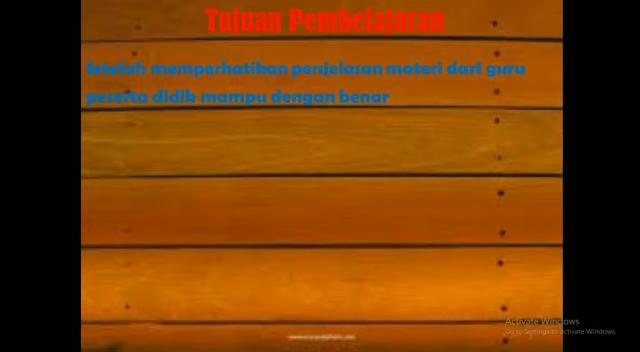 Tujuan Pembelajaran
Setelah memperhatikan penjelasan materi dari guru
peserta didik mampu dengan benar
Activate Windows
Go to Settings to activate Windows.